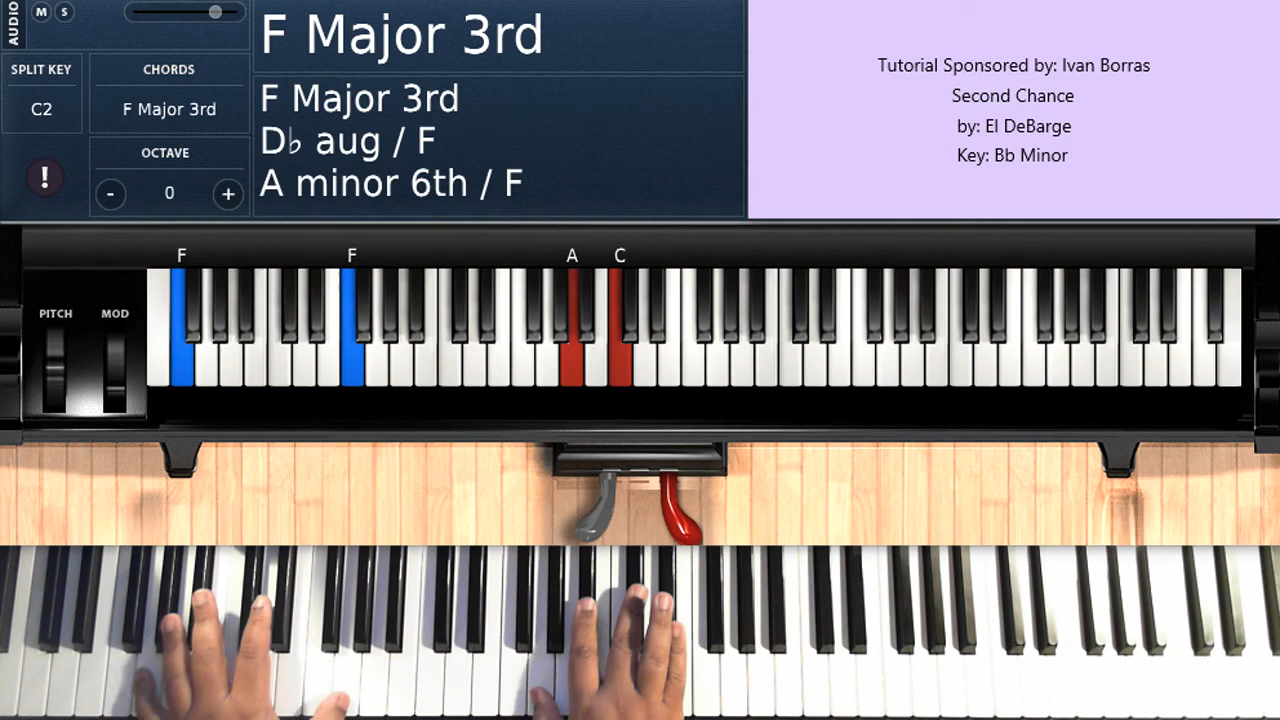 AUDIO
M S
F Major 3rd
SPLIT KEY
C2
CHORDS
F Major 3rd
OCTAVE
- 0 +
!
F Major 3rd
D♭ aug / F
A minor 6th / F
Tutorial Sponsored by: Ivan Borras
Second Chance
by: El DeBarge
Key: Bb Minor
F F A C
PITCH MOD